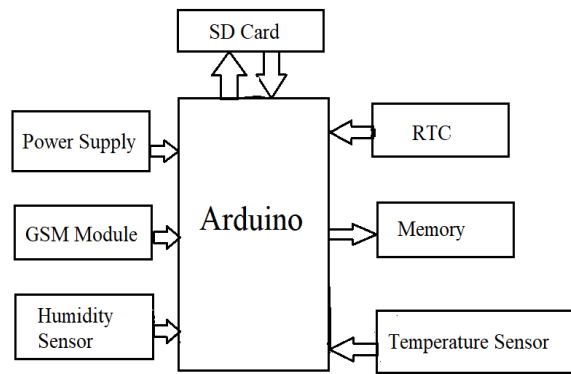 SD Card
Power Supply
RTC
Arduino
GSM Module
Memory
Humidity
Sensor
Temperature Sensor